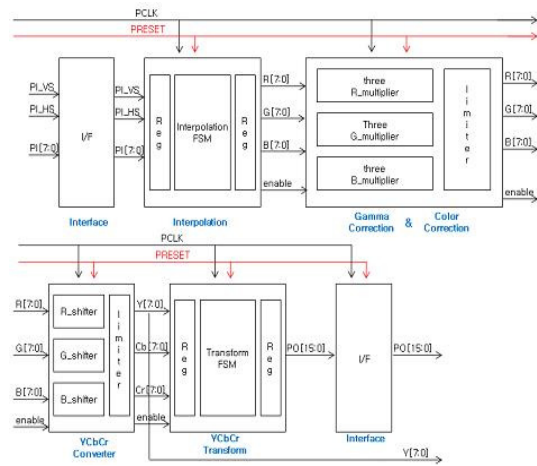 PCLK
PRESET
PI_VS
PI_HS
PI[7:0]
I/F
PI_VS
PI_HS
PI[7:0]
Reg
Interpolation
FSM
Reg
R[7:0]
G[7:0]
B[7:0]
enable
three
R_multiplier
Three
G_multiplier
three
B_multiplier
limiter
R[7:0]
G[7:0]
B[7:0]
enable
Interface
Interpolation
Gamma
Correction
&
Color
Correction
PCLK
PRESET
R[7:0]
G[7:0]
B[7:0]
enable
R_shifter
G_shifter
B_shifter
limiter
Y[7:0]
Cb[7:0]
Cr[7:0]
enable
Reg
Transform
FSM
Reg
PO[15:0]
I/F
PO[15:0]
YCbCr
Converter
YCbCr
Transform
Interface
Y[7:0]